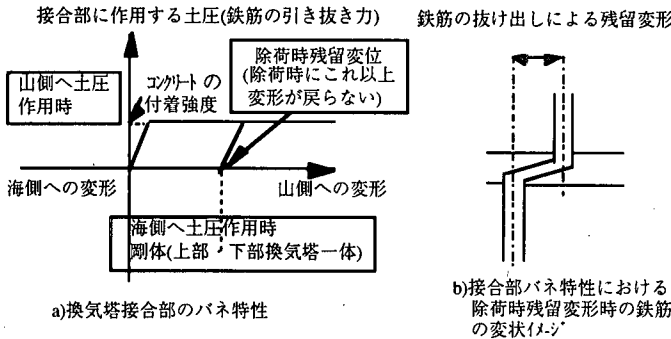 接合部に作用する土圧(鉄筋の引き抜き力)
山側へ土圧
作用時
コンクリートの
付着強度
除荷時残留変位
(除荷時にこれ以上
変形が戻らない)
海側への変形
山側への変形
海側へ土圧作用時
剛体(上部・下部換気塔一体)
a)換気塔接合部のバネ特性
鉄筋の抜け出しによる残留変形
b)接合部バネ特性における
除荷時残留変形時の鉄筋
の変状イメージ